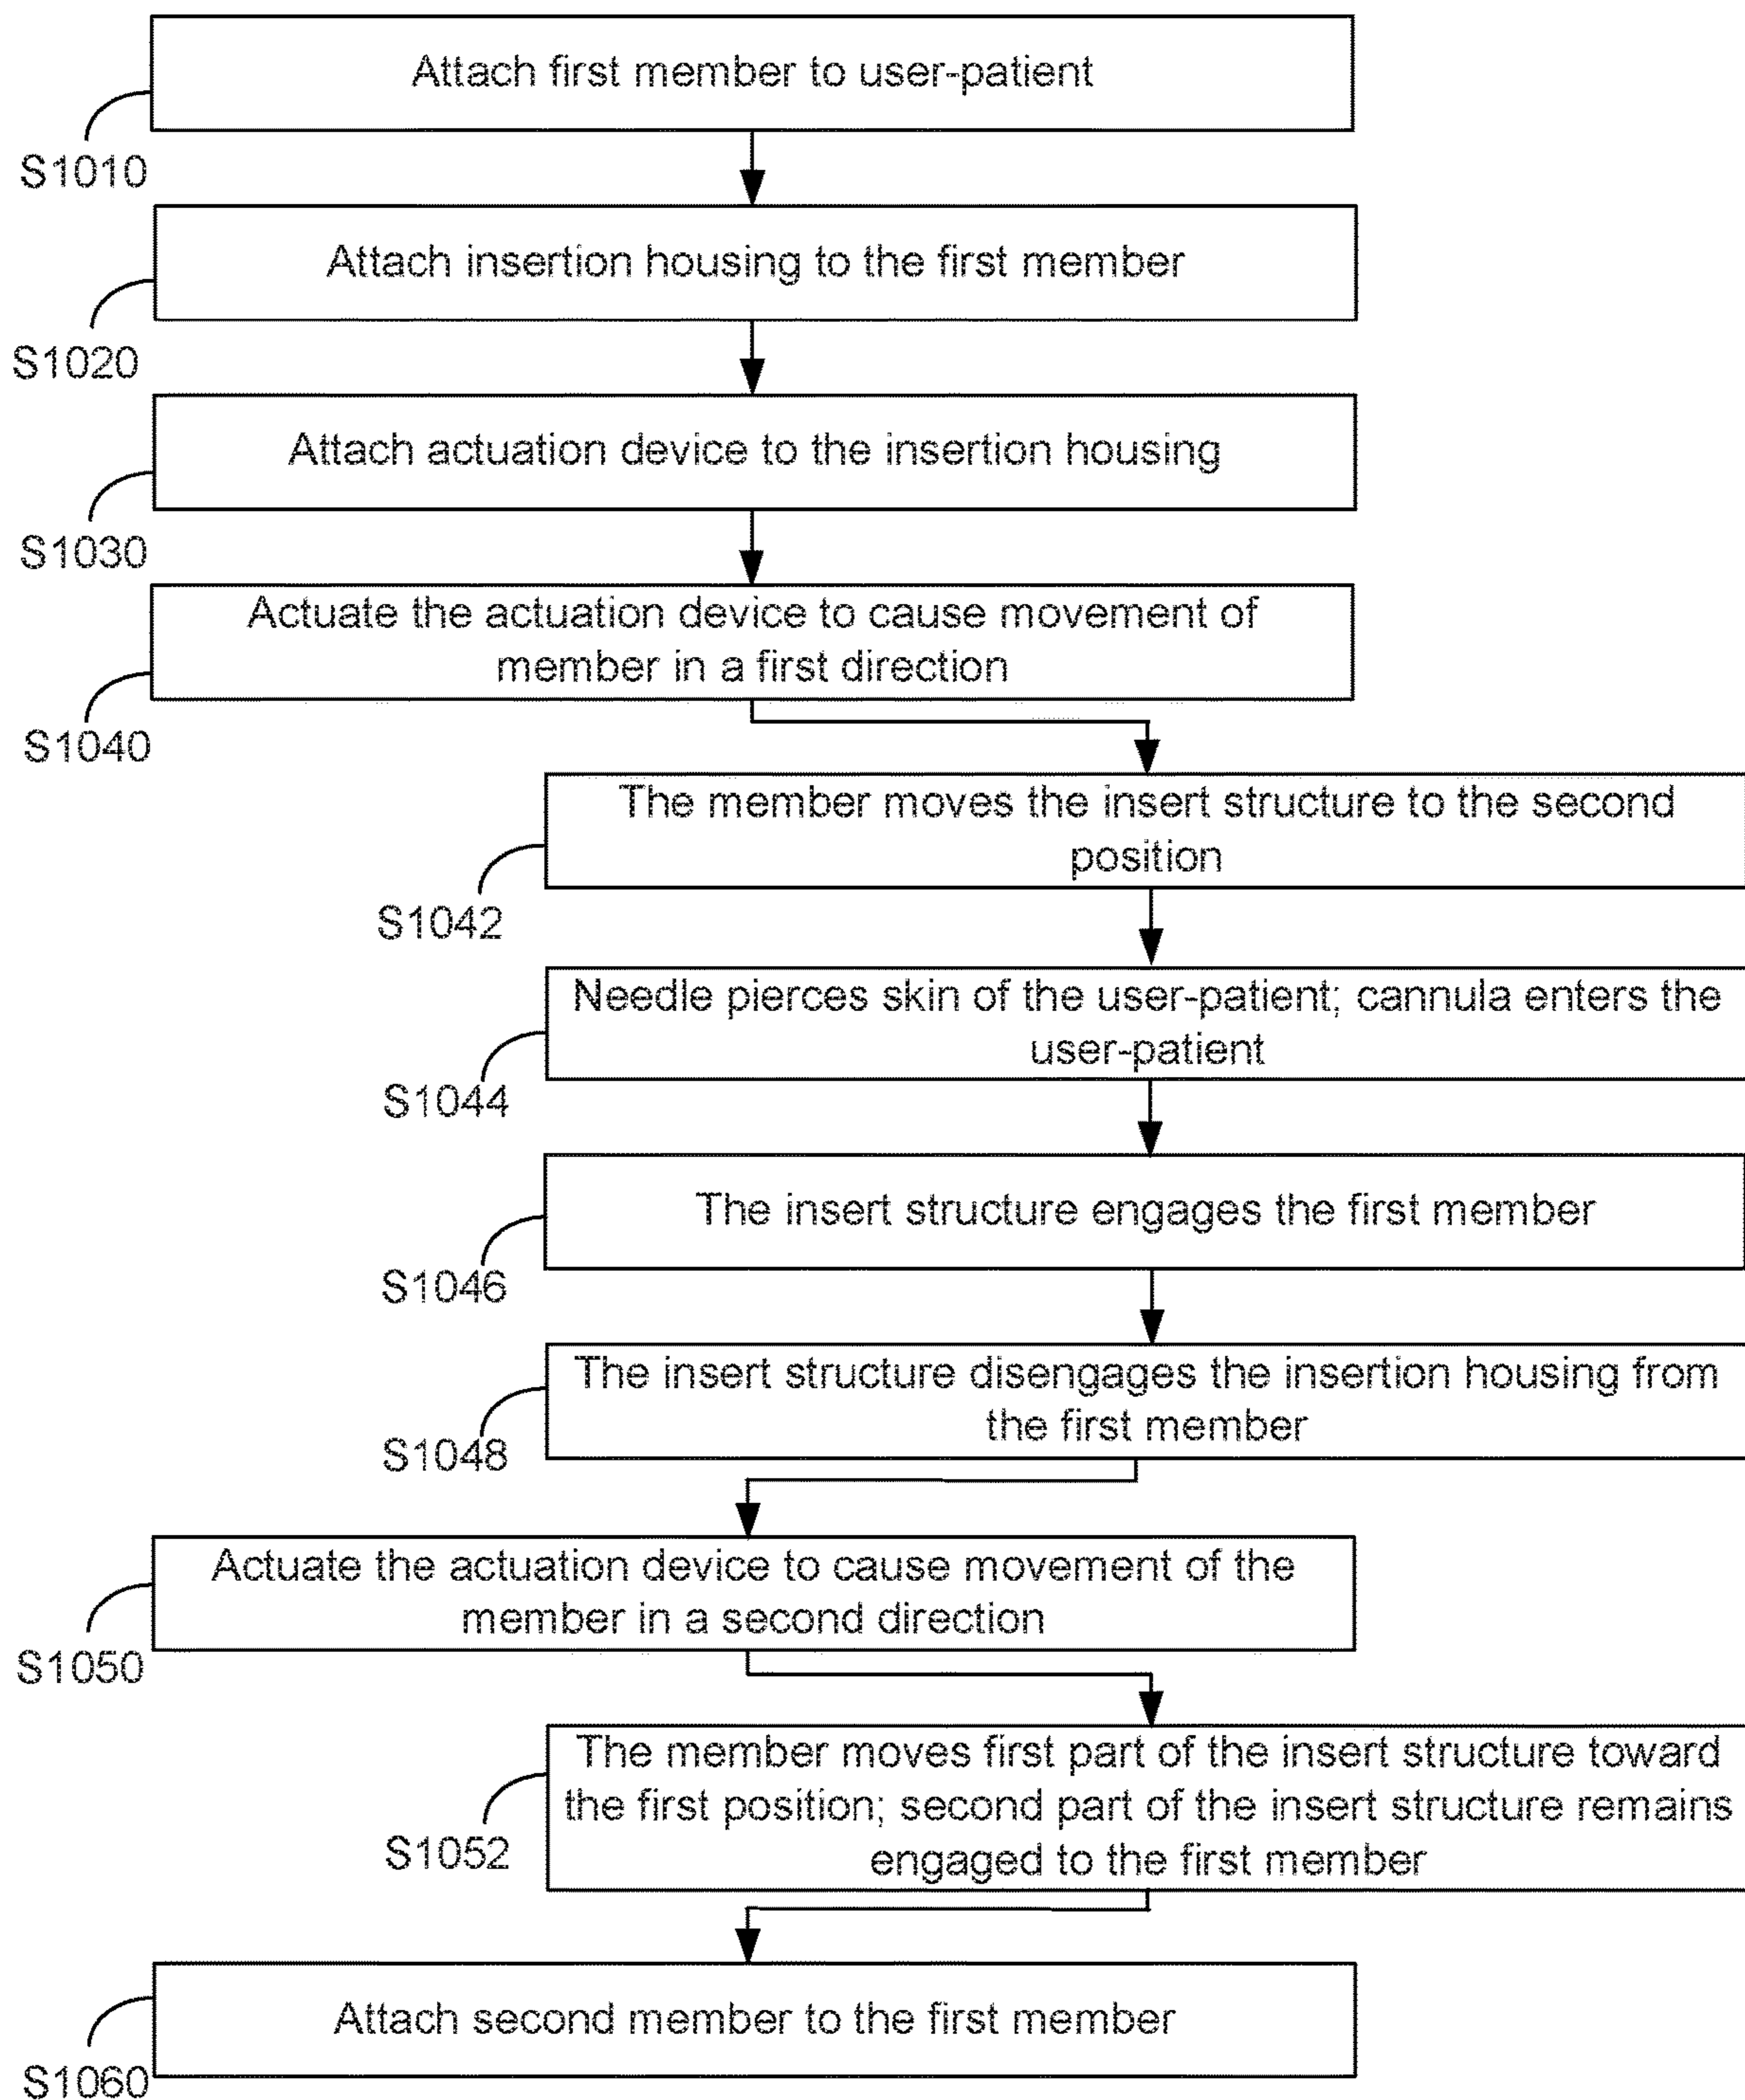 Attach first member to user-patient
S1010
Attach insertion housing to the first member
S1020
Attach actuation device to the insertion housing
S1030
Actuate the actuation device to cause movement of
member in a first direction
S1040
The member moves the insert structure to the second
position
S1042
Needle pierces skin of the user-patient; cannula enters the
user-patient
S1044
The insert structure engages the first member
S1046
The insert structure disengages the insertion housing from
the first member
S1048
Actuate the actuation device to cause movement of the
member in a second direction
S1050
The member moves first part of the insert structure toward
the first position; second part of the insert structure remains
engaged to the first member
S1052
Attach second member to the first member
S1060